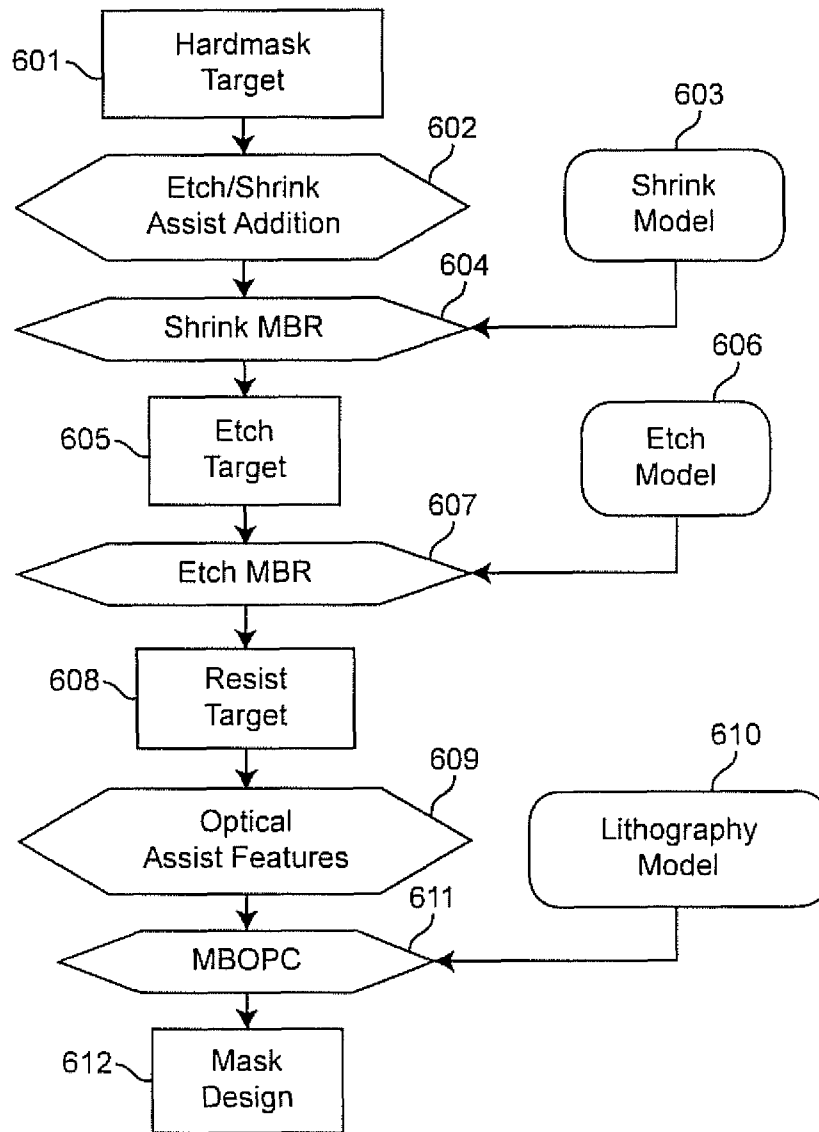 601
Hardmask
Target
602
603
Etch/Shrink
Assist Addition
Shrink
Model
604
Shrink MBR
606
605
Etch
Target
Etch
Model
607
Etch MBR
608
Resist
Target
609
610
Optical
Assist Features
Lithography
Model
611
MBOPC
612
Mask
Design